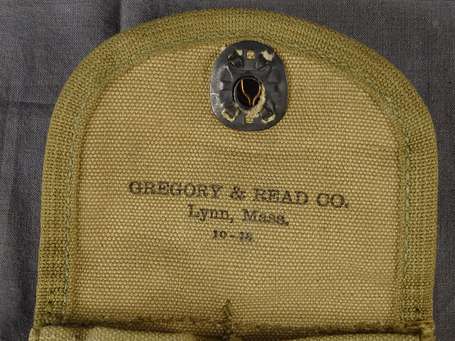 GREGORY & READ CO.
Lynn, Mass.
10-18